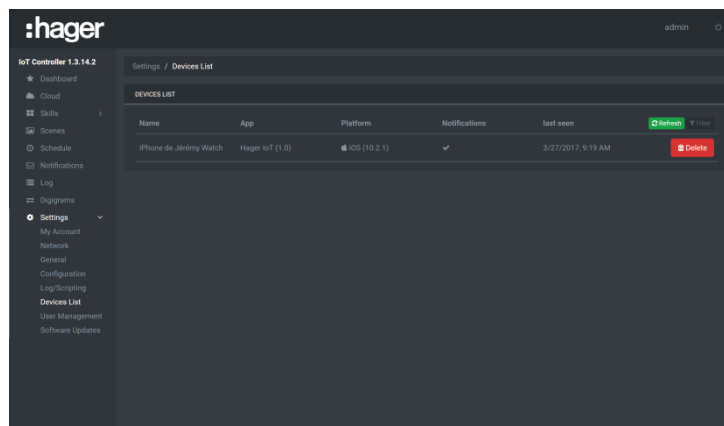 :hager
admin
IoT Controller 1.3.14.2
Dashboard
Cloud
Skills
Scenes
Schedule
Notifications
Log
Digigrams
Settings
My Account
Network
General
Configuration
Log/Scripting
Devices List
User Management
Software Updates
Settings / Devices List
DEVICES LIST
Name App Platform Notifications last seen Refresh Filter
iPhone de Jérémy Watch Hager IoT (1.0) iOS (10.2.1) 3/27/2017, 9:19 AM Delete